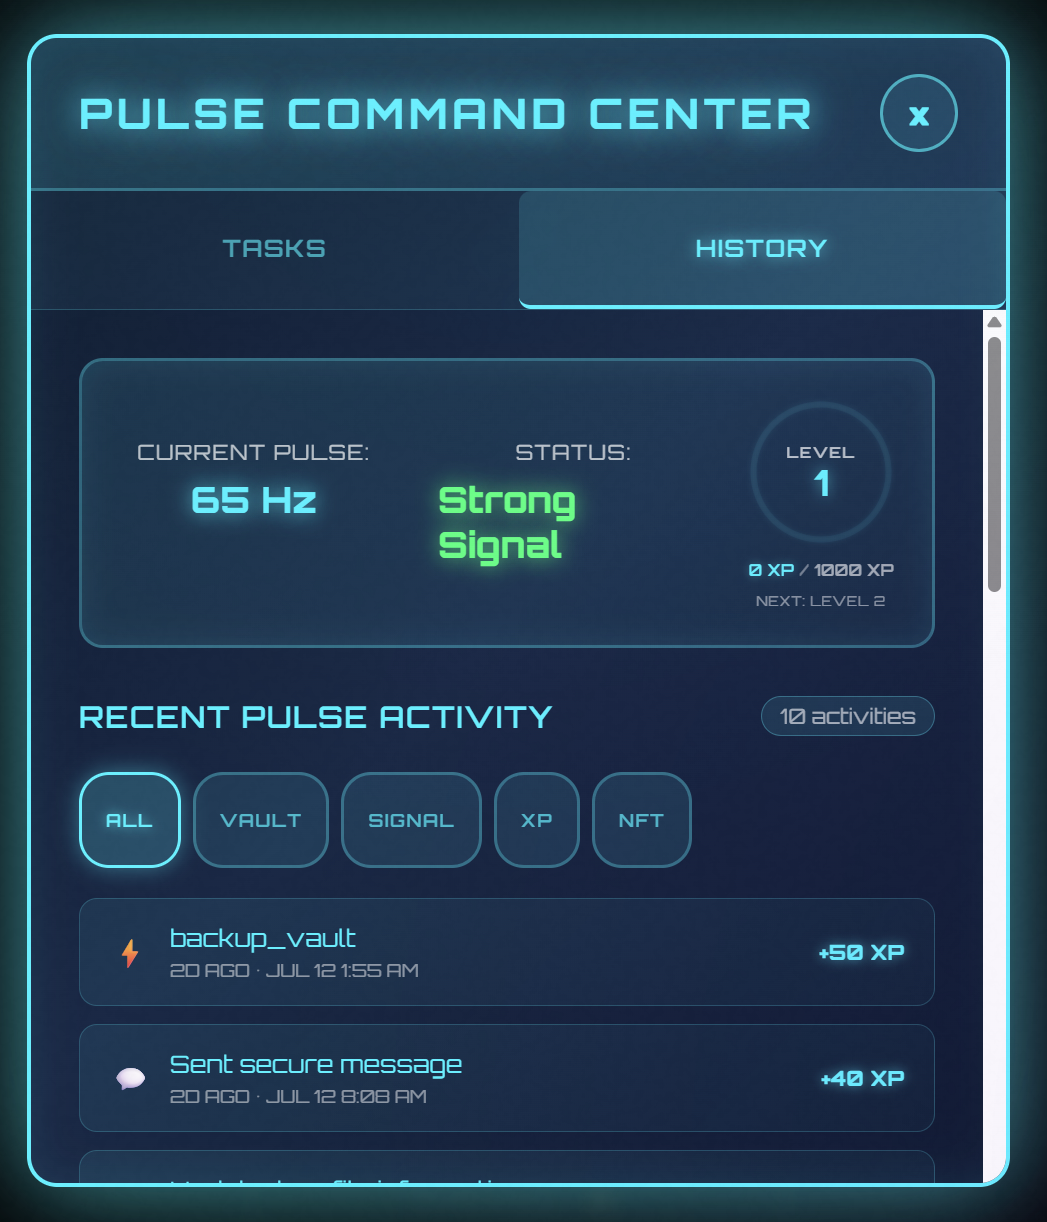 PULSE COMMAND CENTER
x
TASKS
HISTORY
CURRENT PULSE:
65 Hz
STATUS:
Strong
Signal
LEVEL
1
0 XP / 1000 XP
NEXT: LEVEL 2
RECENT PULSE ACTIVITY
10 activities
ALL
VAULT
SIGNAL
XP
NFT
backup_vault
2D AGO · JUL 12 1:55 AM
+50 XP
Sent secure message
2D AGO · JUL 12 8:08 AM
+40 XP